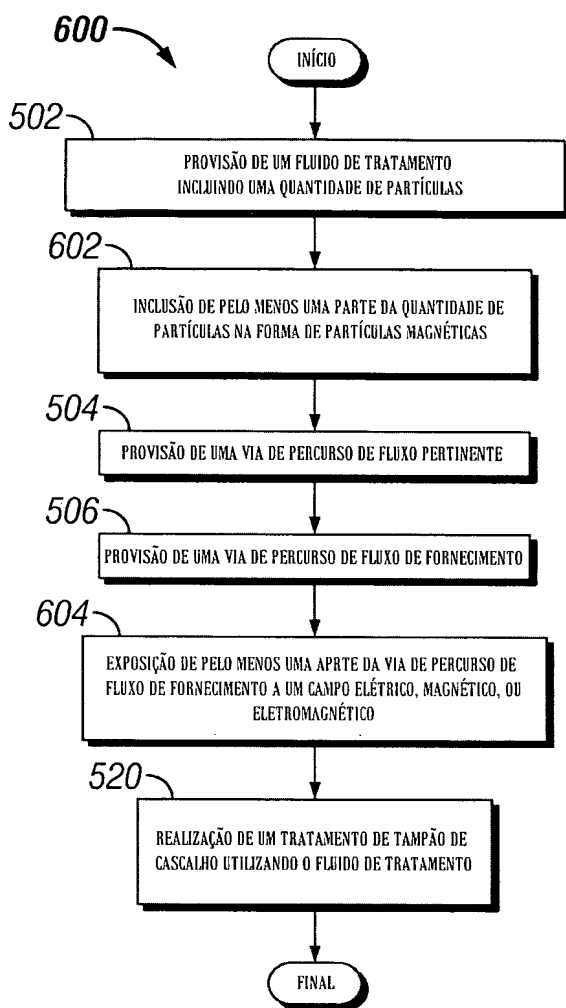 600
INÍCIO
502
PROVISÃO DE UM FLUIDO DE TRATAMENTO
INCLUINDO UMA QUANTIDADE DE PARTÍCULAS
602
INCLUSÃO DE PELO MENOS UMA PARTE DA QUANTIDADE DE
PARTÍCULAS NA FORMA DE PARTÍCULAS MAGNÉTICAS
504
PROVISÃO DE UMA VIA DE PERCURSO DE FLUXO PERTINENTE
506
PROVISÃO DE UMA VIA DE PERCURSO DE FLUXO DE FORNECIMENTO
604
EXPOSIÇÃO DE PELO MENOS UMA APRTE DA VIA DE PERCURSO DE
FLUXO DE FORNECIMENTO A UM CAMPO ELÉTRICO, MAGNÉTICO, OU
ELETROMAGNÉTICO
520
REALIZAÇÃO DE UM TRATAMENTO DE TAMPÃO DE
CASCALHO UTILIZANDO O FLUIDO DE TRATAMENTO
FINAL